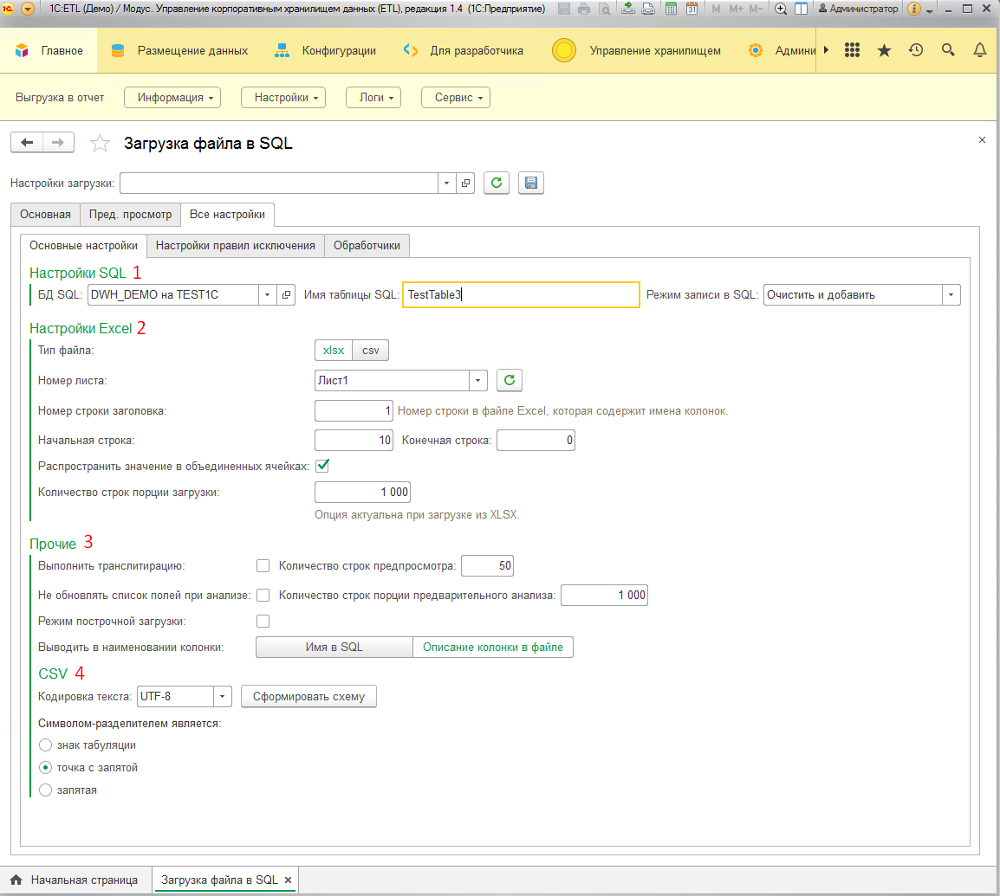 1С:ETL (Демо) / Модус. Управление корпоративным хранилищем данных (ETL), редакция 1.4 (1С:Предприятие) M M+ M- Администратор
Главное Размещение данных Конфигурации Для разработчика Управление хранилищем Админи
Выгрузка в отчет Информация Настройки Логи Сервис
Загрузка файла в SQL
Настройки загрузки:
Основная Пред. просмотр Все настройки
Основные настройки Настройки правил исключения Обработчики
Настройки SQL 1
БД SQL: DWH_DEMO на TEST1C Имя таблицы SQL: TestTable3 Режим записи в SQL: Очистить и добавить
Настройки Excel 2
Тип файла: xlsx csv
Номер листа: Лист1
Номер строки заголовка: 1 Номер строки в файле Excel, которая содержит имена колонок.
Начальная строка: 10 Конечная строка: 0
Распространить значение в объединенных ячейках:
Количество строк порции загрузки: 1 000
Опция актуальна при загрузке из XLSX.
Прочие 3
Выполнить транслитирацию: Количество строк предпросмотра: 50
Не обновлять список полей при анализе: Количество строк порции предварительного анализа: 1 000
Режим построчной загрузки:
Выводить в наименовании колонки: Имя в SQL Описание колонки в файле
CSV 4
Кодировка текста: UTF-8 Сформировать схему
Символом-разделителем является:
знак табуляции
точка с запятой
запятая
Начальная страница Загрузка файла в SQL